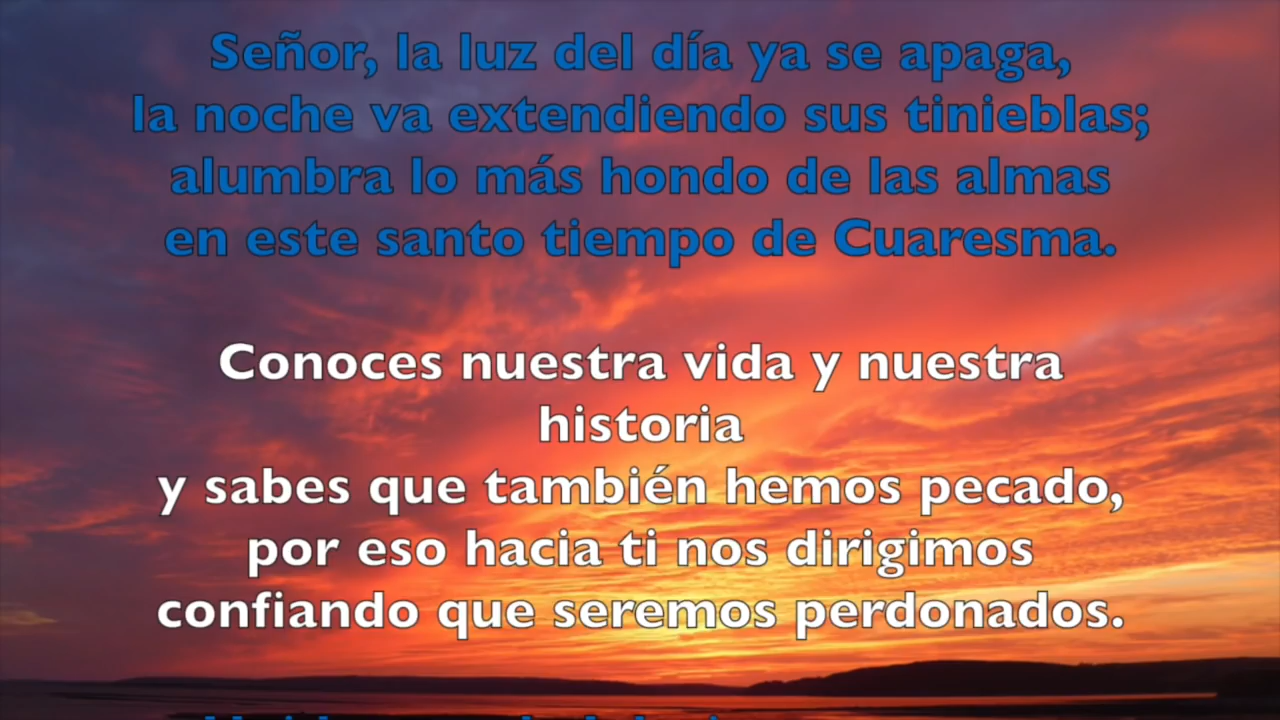 Señor, la luz del día ya se apaga,
la noche va extendiendo sus tinieblas;
alumbra lo más hondo de las almas
en este santo tiempo de Cuaresma.
Conoces nuestra vida y nuestra
historia
y sabes que también hemos pecado,
por eso hacia ti nos dirigimos
confiando que seremos perdonados.